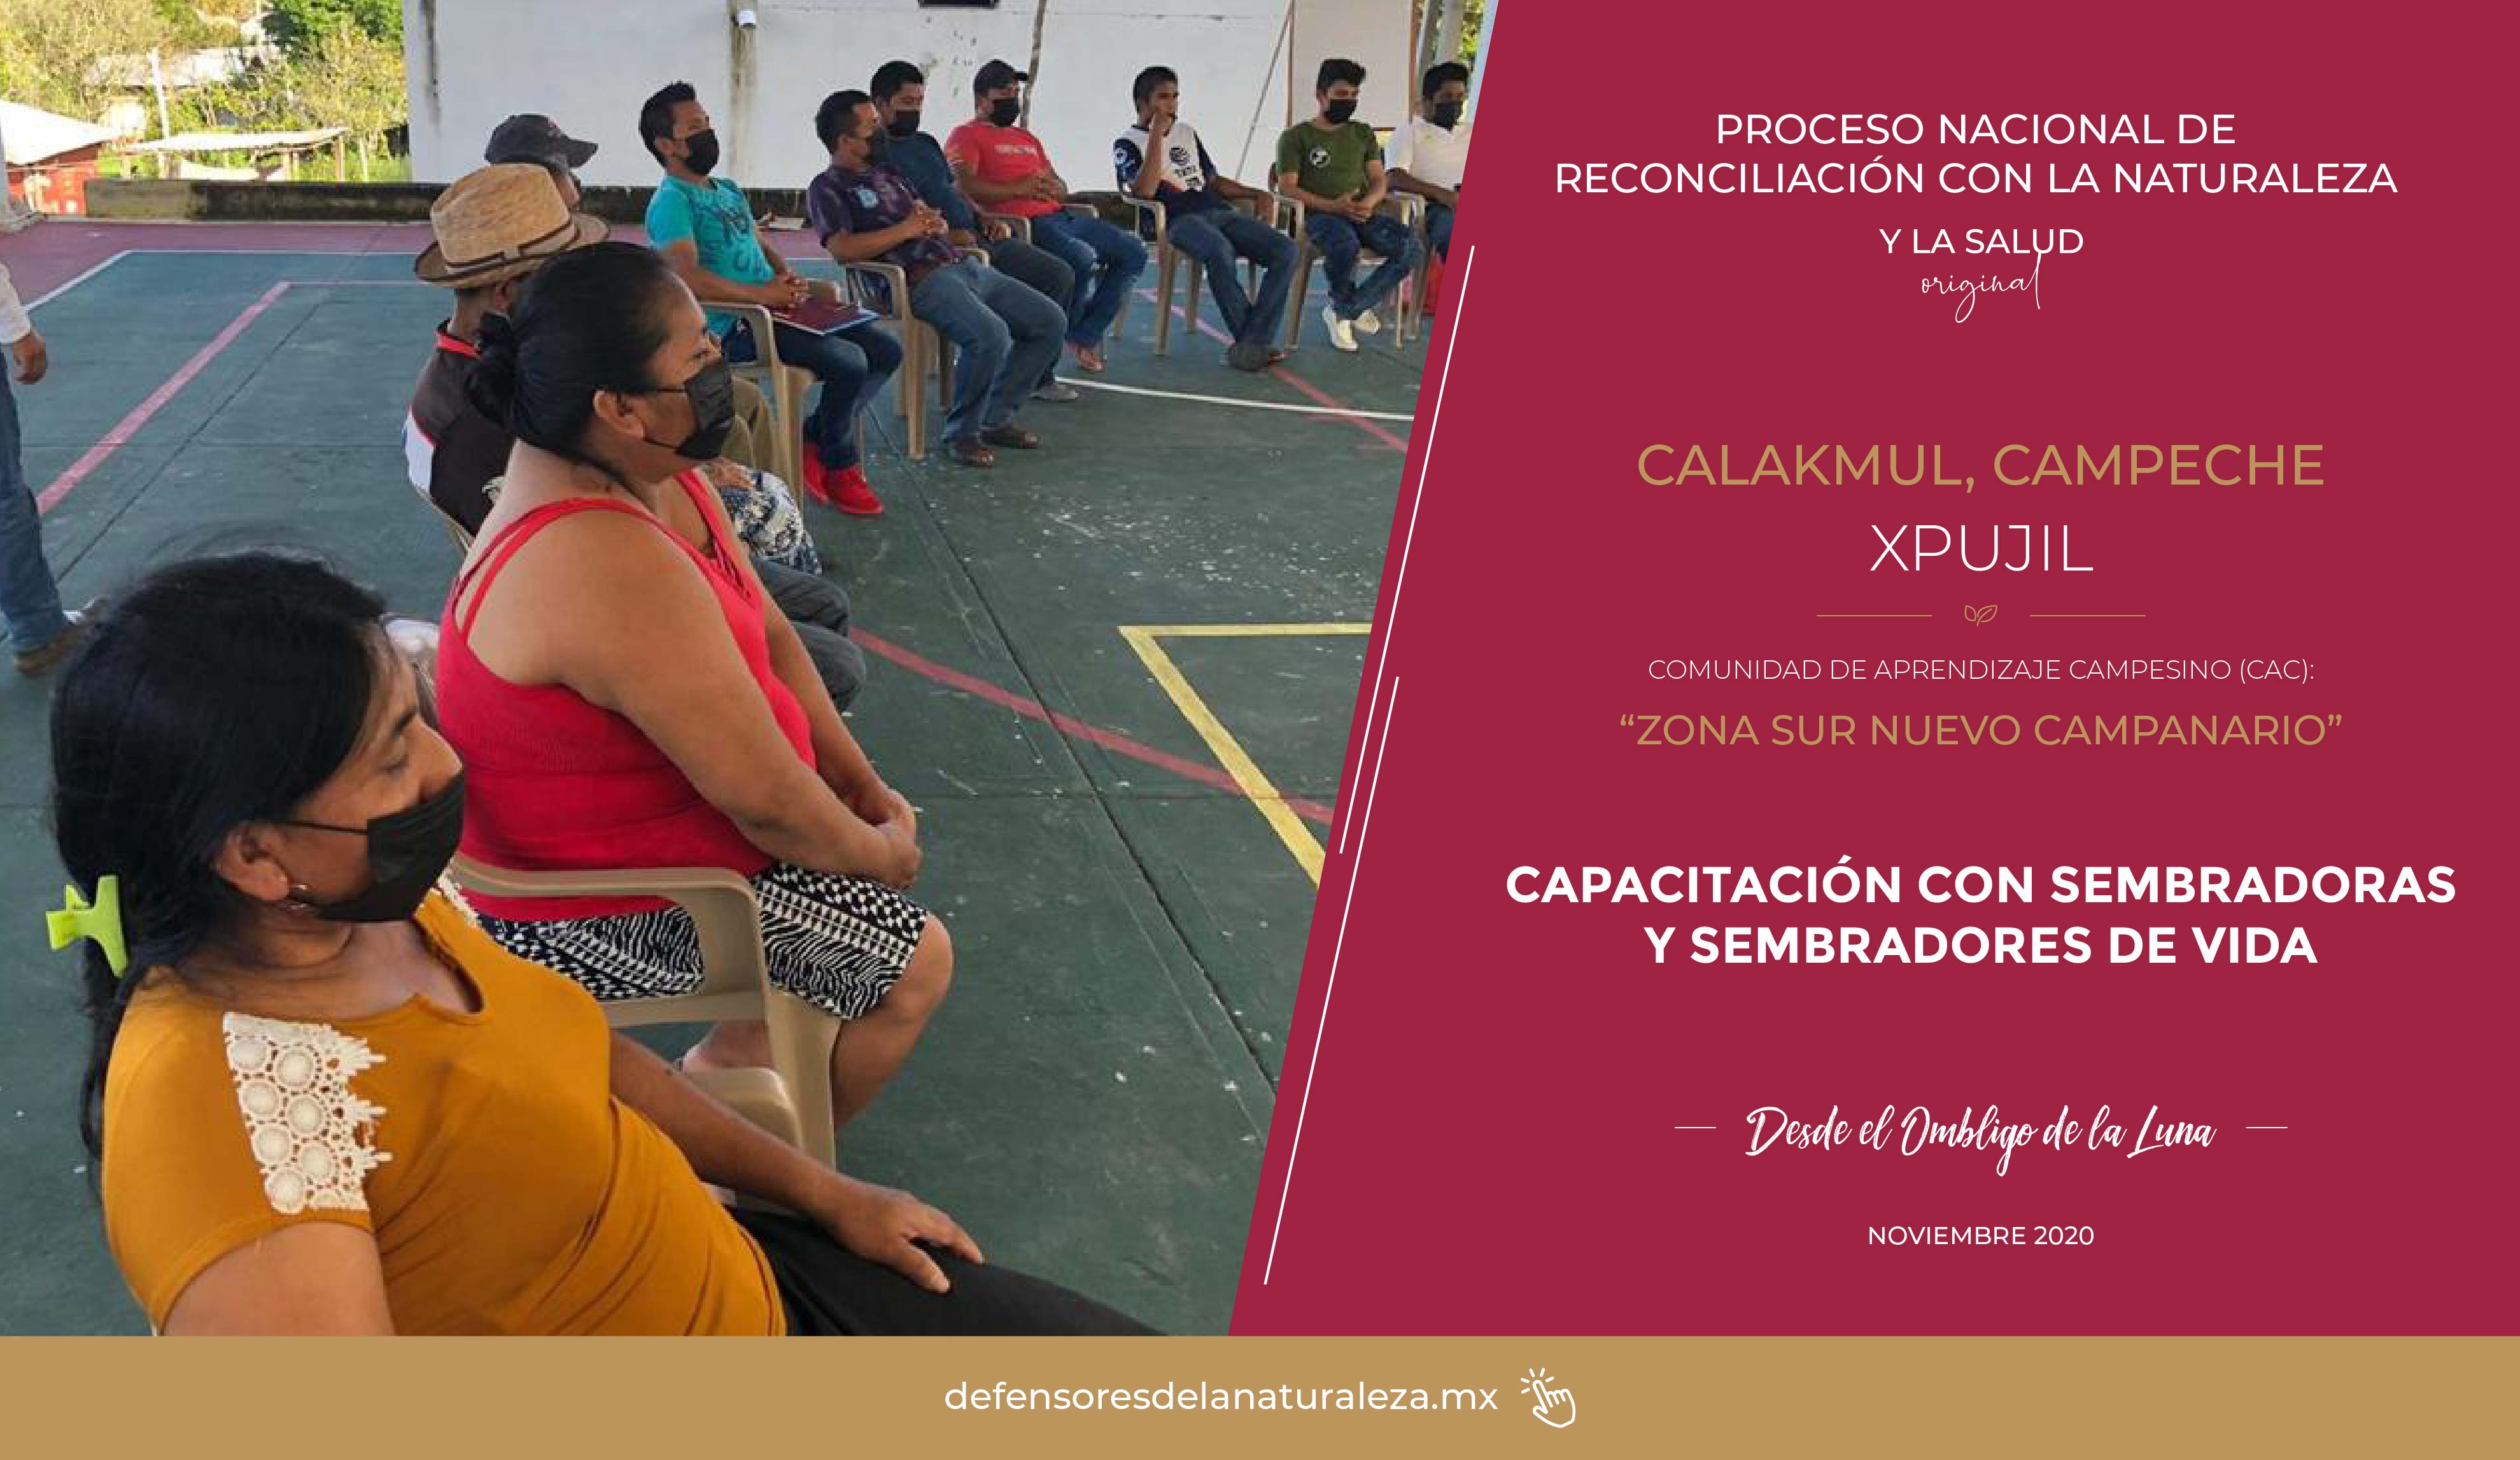 PROCESO NACIONAL DE
RECONCILIACIÓN CON LA NATURALEZA
Y LA SALUD
original
CALAKMUL, CAMPECHE
XPUJIL
COMUNIDAD DE APRENDIZAJE CAMPESINO (CAC):
“ZONA SUR NUEVO CAMPANARIO”
CAPACITACIÓN CON SEMBRADORAS
Y SEMBRADORES DE VIDA
Desde el Ombligo de la Luna
NOVIEMBRE 2020
defensoresdelanaturaleza.mx